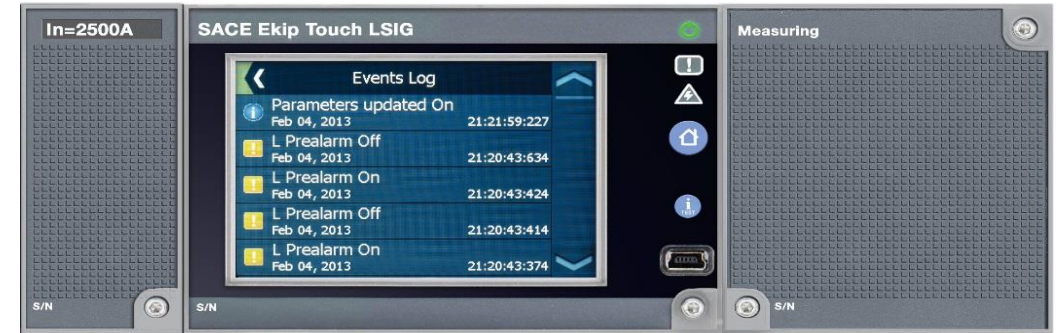 In=2500A
SACE Ekip Touch LSIG
Measuring
Events Log
Parameters updated On
Feb 04, 2013 21:21:59:227
L Prealarm Off
Feb 04, 2013 21:20:43:634
L Prealarm On
Feb 04, 2013 21:20:43:424
L Prealarm Off
Feb 04, 2013 21:20:43:414
L Prealarm On
Feb 04, 2013 21:20:43:374
i
TEST
S/N
S/N
S/N